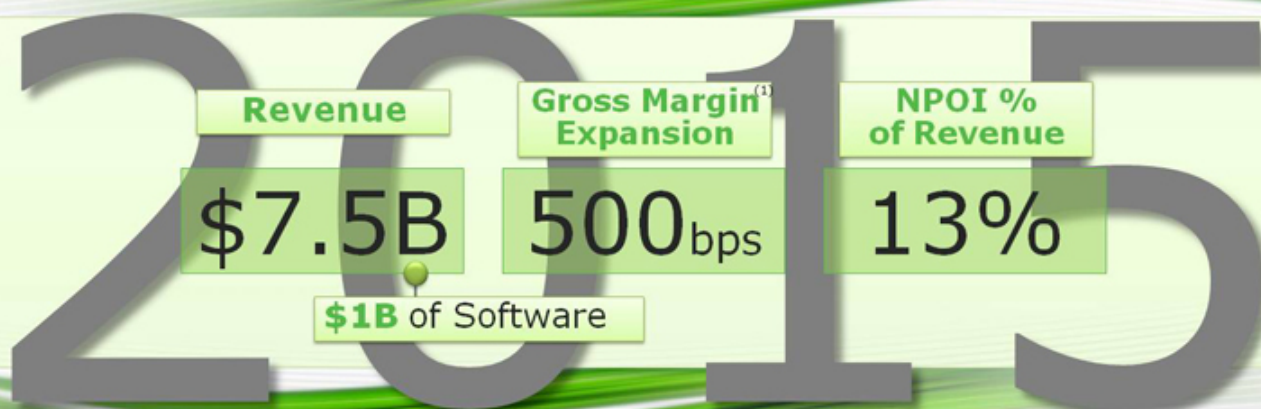 2015
Revenue
$7.5B
$1B of Software
Gross Margin(1)
Expansion
500bps
NPOI %
of Revenue
13%